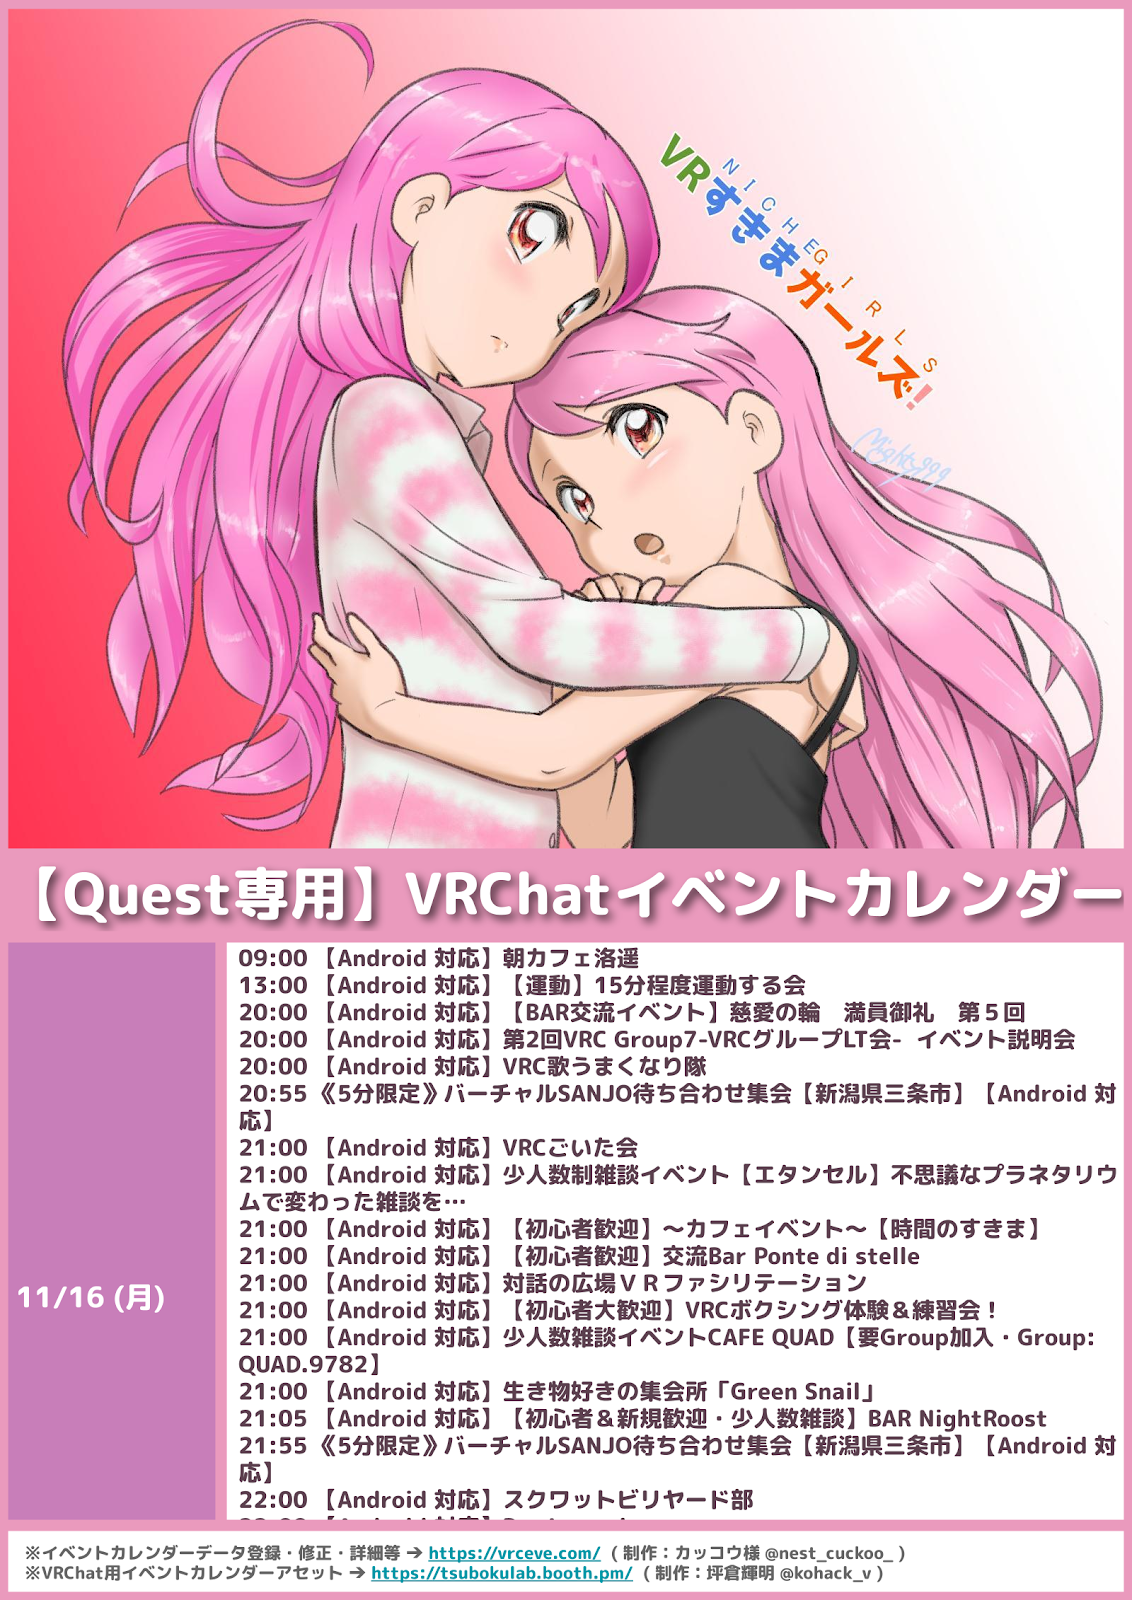 NICHE GIRLS
VRすきまガールズ!
Mighty999
【Quest専用】VRChatイベントカレンダー
11/16 (月)
09:00 【Android 対応】朝カフェ洛遥
13:00 【Android 対応】【運動】15分程度運動する会
20:00 【Android 対応】【BAR交流イベント】慈愛の輪　満員御礼　第５回
20:00 【Android 対応】第2回VRC Group7-VRCグループLT会- イベント説明会
20:00 【Android 対応】VRC歌うまくなり隊
20:55 《5分限定》バーチャルSANJO待ち合わせ集会【新潟県三条市】【Android 対
応】
21:00 【Android 対応】VRCごいた会
21:00 【Android 対応】少人数制雑談イベント【エタンセル】不思議なプラネタリウ
ムで変わった雑談を…
21:00 【Android 対応】【初心者歓迎】～カフェイベント～【時間のすきま】
21:00 【Android 対応】【初心者歓迎】交流Bar Ponte di stelle
21:00 【Android 対応】対話の広場ＶＲファシリテーション
21:00 【Android 対応】【初心者大歓迎】VRCボクシング体験＆練習会！
21:00 【Android 対応】少人数雑談イベントCAFE QUAD【要Group加入・Group:
QUAD.9782】
21:00 【Android 対応】生き物好きの集会所「Green Snail」
21:05 【Android 対応】【初心者＆新規歓迎・少人数雑談】BAR NightRoost
21:55 《5分限定》バーチャルSANJO待ち合わせ集会【新潟県三条市】【Android 対
応】
22:00 【Android 対応】スクワットビリヤード部
※イベントカレンダーデータ登録・修正・詳細等 ➔ https://vrceve.com/ （ 制作：カッコウ様 @nest_cuckoo_ ）
※VRChat用イベントカレンダーアセット ➔ https://tsubokulab.booth.pm/ （ 制作：坪倉輝明 @kohack_v ）